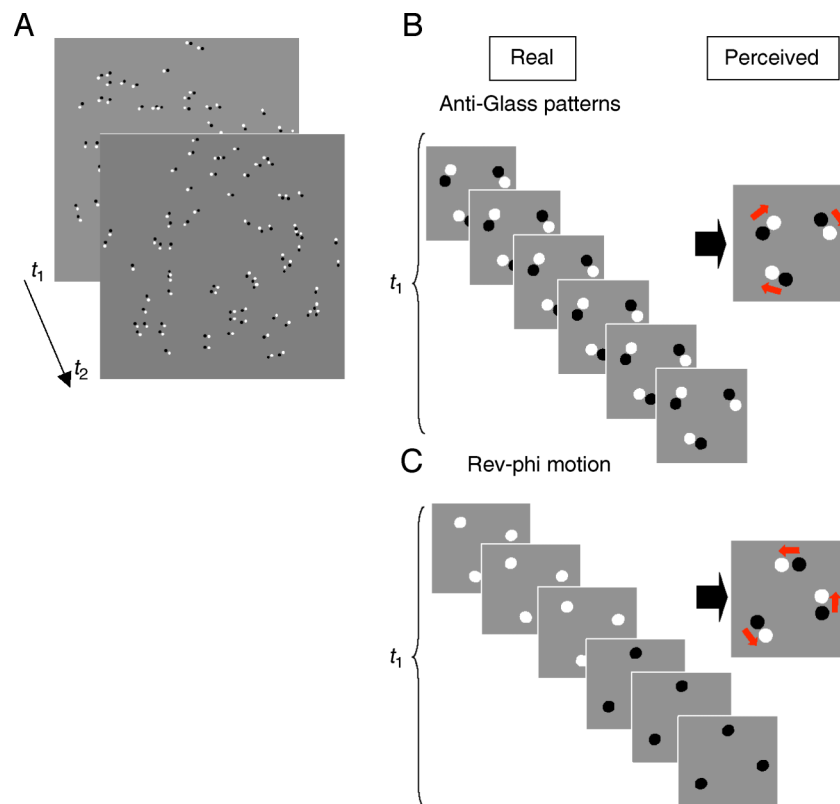 A
t1
t2
B
Real
Perceived
Anti-Glass patterns
t1
C
Rev-phi motion
t1